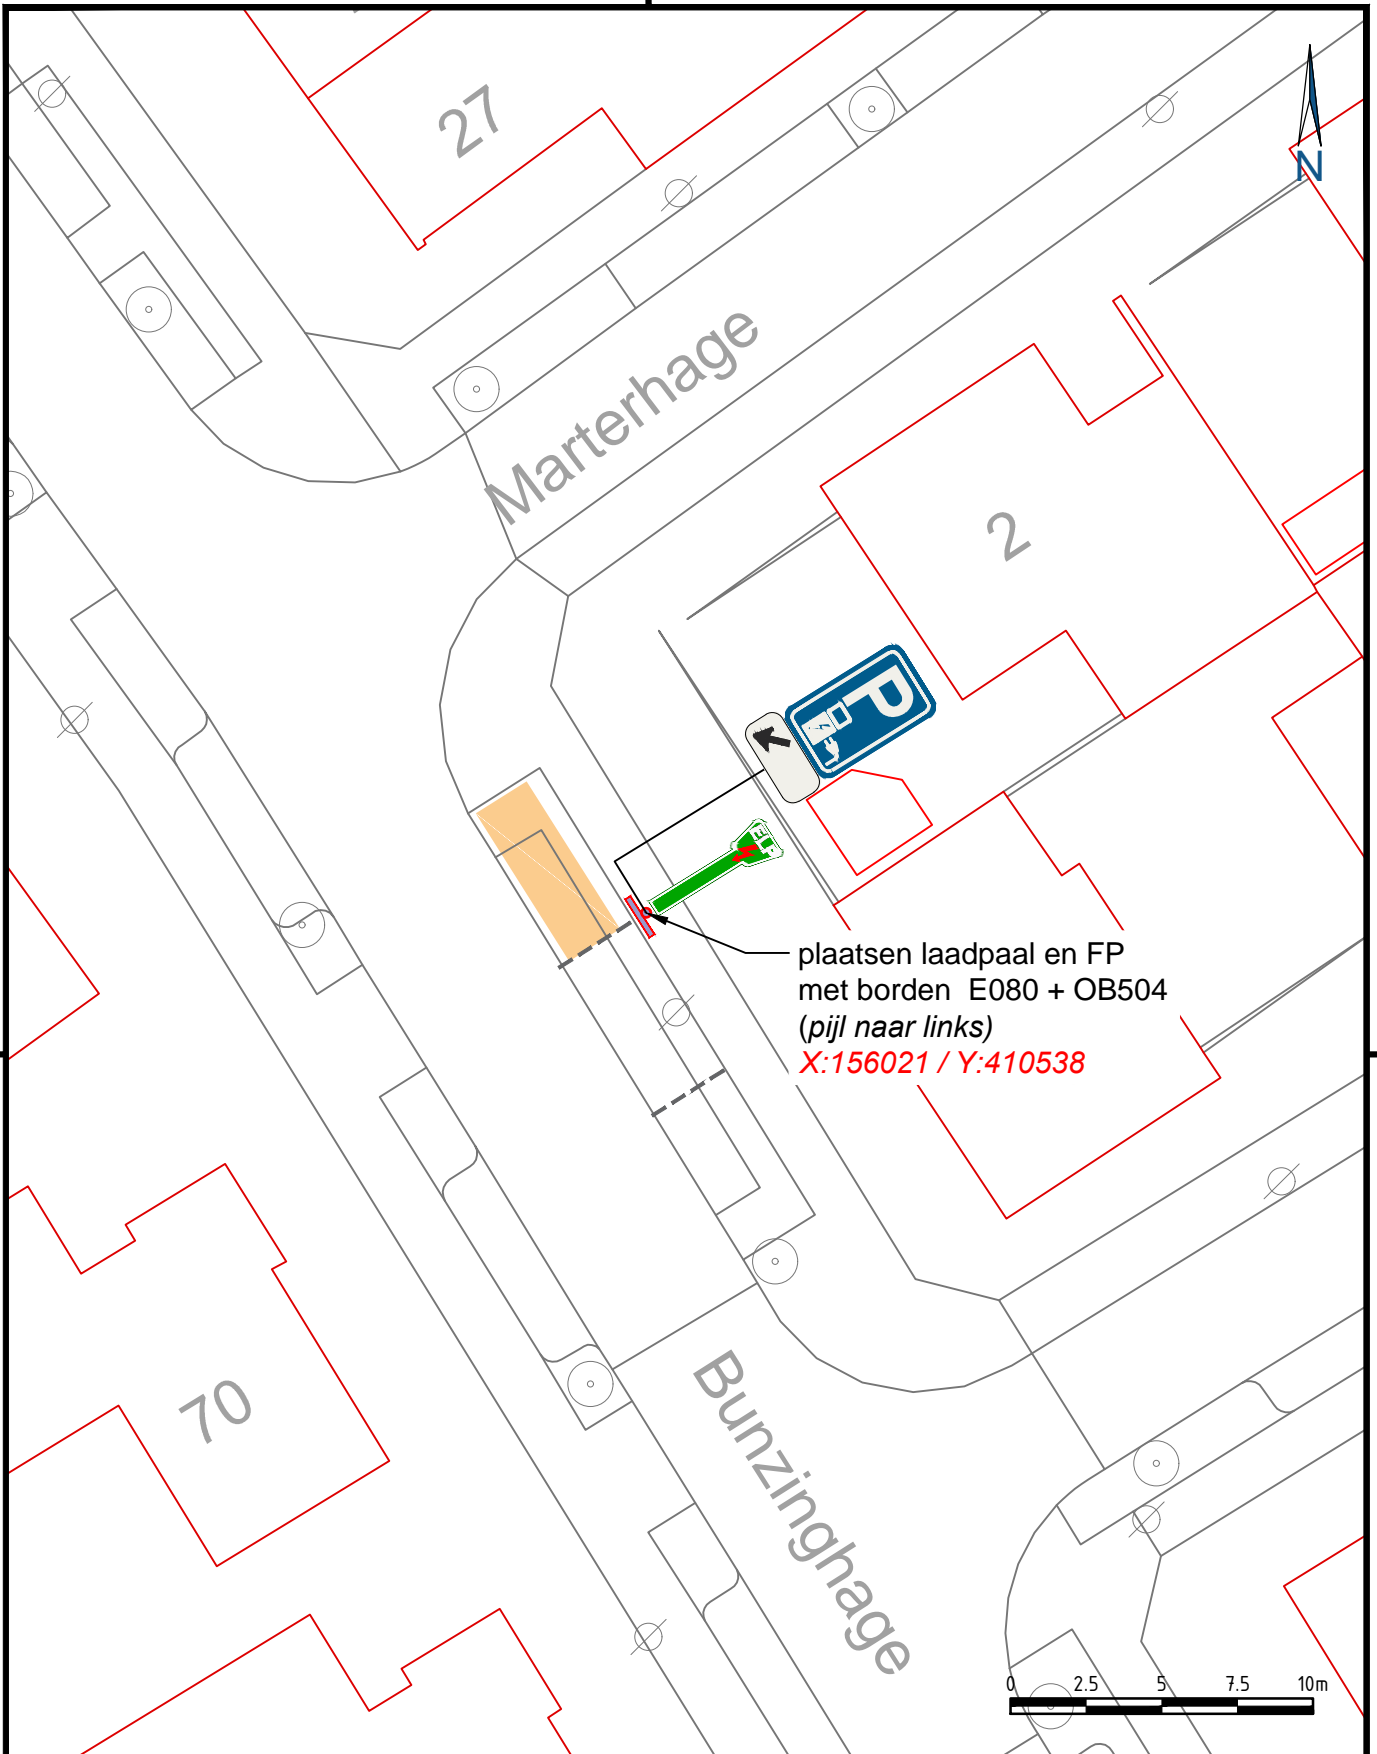 27
N
Marterhage
2
P
EFP
plaatsen laadpaal en FP
met borden  E080 + OB504
(pijl naar links)
X:156021 / Y:410538
70
Bunzinghage
0 2.5 5 7.5 10m